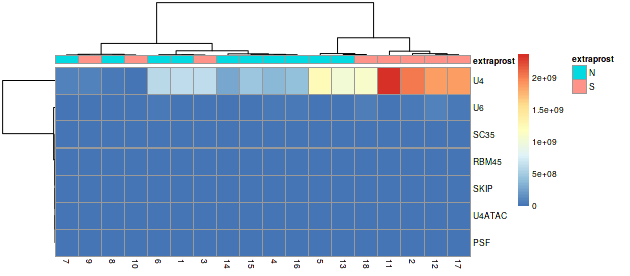 extraprost
U4
U6
SC35
RBM45
SKIP
U4ATAC
PSF
7 9 8 10 6 1 3 14 15 4 16 5 13 18 11 2 12 17
2e+09
1.5e+09
1e+09
5e+08
0
extraprost
N
S